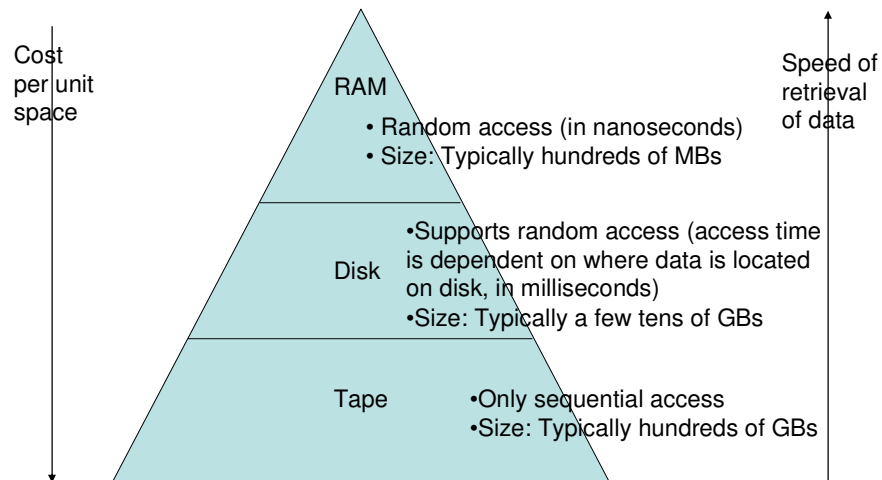 Cost
per unit
space
Speed of
retrieval
of data
RAM
• Random access (in nanoseconds)
• Size: Typically hundreds of MBs
Disk
•Supports random access (access time
is dependent on where data is located
on disk, in milliseconds)
•Size: Typically a few tens of GBs
Tape
•Only sequential access
•Size: Typically hundreds of GBs